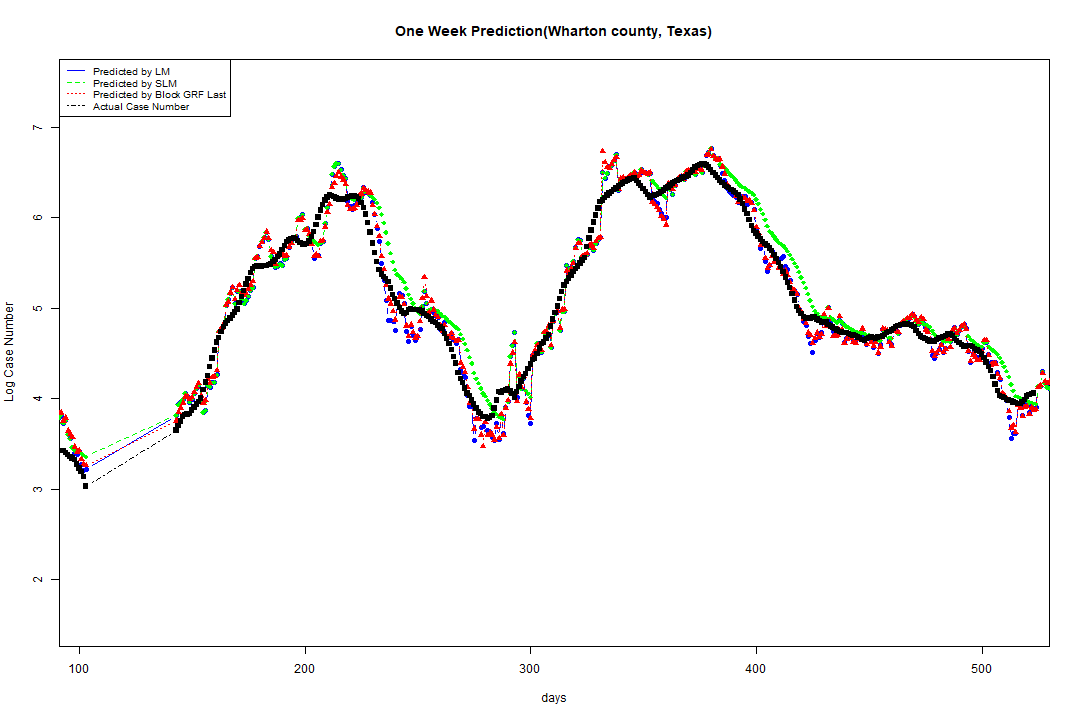 One Week Prediction(Wharton county, Texas)
Predicted by LM
Predicted by SLM
Predicted by Block GRF Last
Actual Case Number
7
6
5
4
3
2
Log Case Number
100 200 300 400 500
days